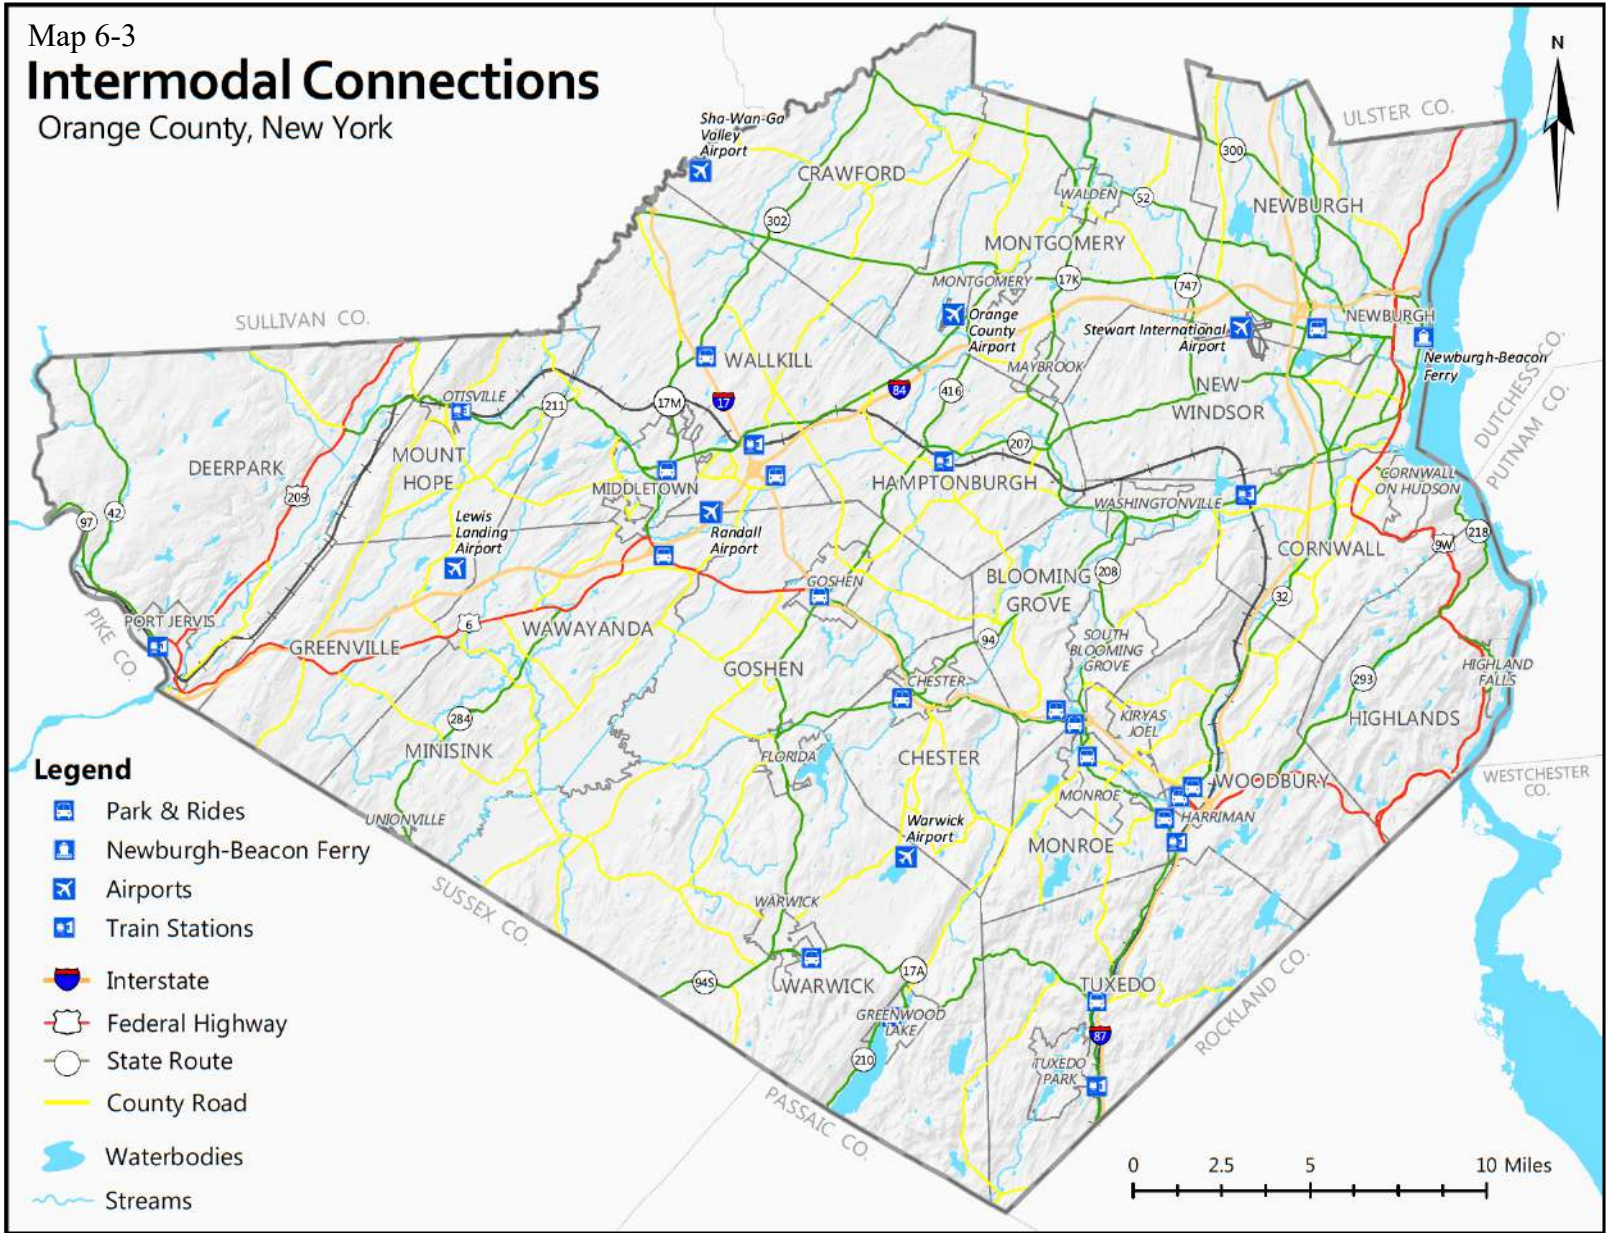 Map 6-3
Intermodal Connections
Orange County, New York
N
ULSTER CO.
Sha-Wan-Ga
Valley
Airport
CRAWFORD
300
WALDEN
52
NEWBURGH
302
MONTGOMERY
MONTGOMERY
17K
747
SULLIVAN CO.
Orange
County
Airport
Stewart International
Airport
NEWBURGH
Newburgh-Beacon
Ferry
WALLKILL
MAYBROOK
DUTCHESS CO.
PUTNAM CO.
OTISVILLE
211
17M
17
84
416
NEW
WINDSOR
207
DEERPARK
MOUNT
HOPE
MIDDLETOWN
HAMPTONBURGH
WASHINGTONVILLE
CORNWALL
ON HUDSON
209
97
42
Lewis
Landing
Airport
Randall
Airport
218
9W
CORNWALL
GOSHEN
BLOOMING
GROVE
208
32
PIKE CO.
PORT JERVIS
6
WAWAYANDA
GREENVILLE
94
SOUTH
BLOOMING
GROVE
GOSHEN
HIGHLAND
FALLS
293
CHESTER
284
KIRYAS
JOEL
HIGHLANDS
MINISINK
FLORIDA
CHESTER
WOODBURY
WESTCHESTER
CO.
MONROE
HARRIMAN
UNIONVILLE
Warwick
Airport
MONROE
SUSSEX CO.
WARWICK
94S
WARWICK
17A
TUXEDO
GREENWOOD
LAKE
87
ROCKLAND CO.
210
TUXEDO
PARK
PASSAIC CO.
Legend
Park & Rides
Newburgh-Beacon Ferry
Airports
Train Stations
Interstate
Federal Highway
State Route
County Road
Waterbodies
Streams
0 2.5 5 10 Miles